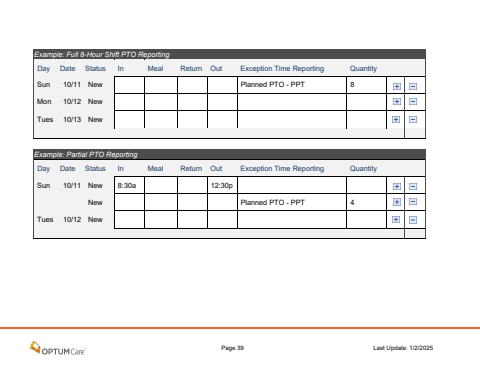 Example: Full 8-Hour Shift PTO Reporting
Day Date Status In Meal Return Out Exception Time Reporting Quantity
Sun 10/11 New Planned PTO - PPT 8
Mon 10/12 New
Tues 10/13 New
Example: Partial PTO Reporting
Day Date Status In Meal Return Out Exception Time Reporting Quantity
Sun 10/11 New 8:30a 12:30p
New Planned PTO - PPT 4
Tues 10/12 New
OPTUMCare Page 39 Last Update: 1/2/2025